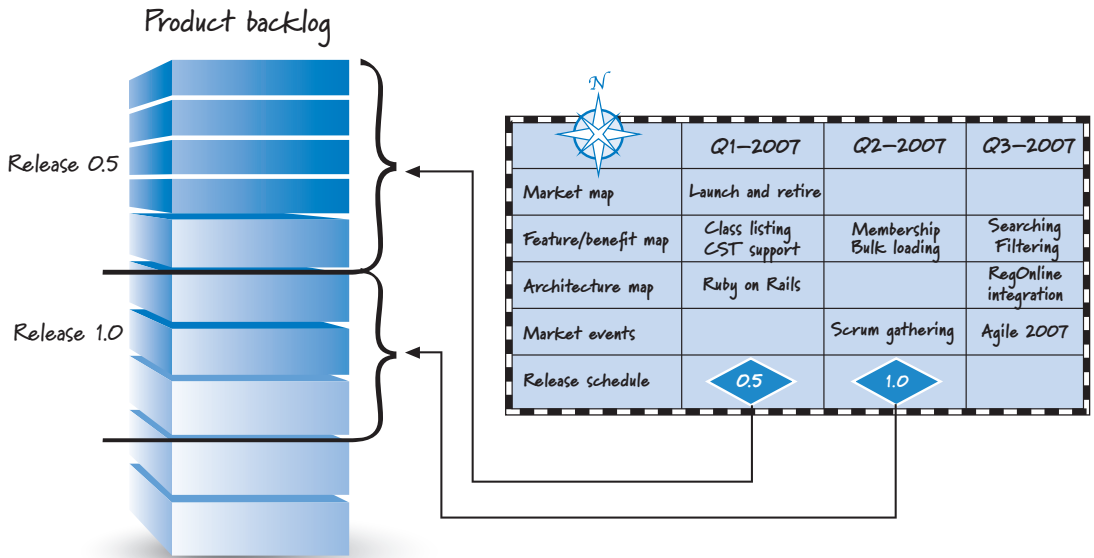 Product backlog
Release 0.5
Release 1.0
N
Q1–2007 Q2–2007 Q3–2007
Market map Launch and retire
Feature/benefit map Class listing Membership Searching
CST support Bulk loading Filtering
Architecture map Ruby on Rails RegOnline
integration
Market events Scrum gathering Agile 2007
Release schedule 0.5 1.0